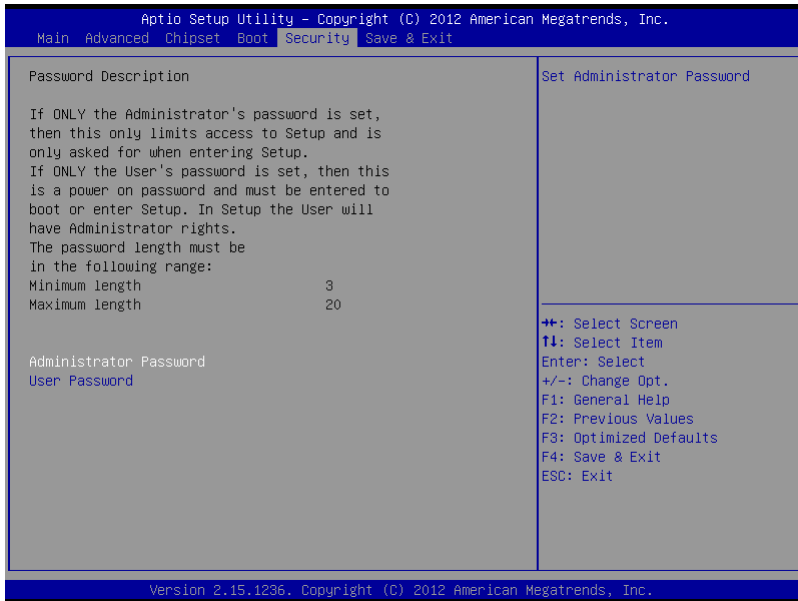 Aptio Setup Utility – Copyright (C) 2012 American Megatrends, Inc.
Main Advanced Chipset Boot Security Save & Exit
Password Description
If ONLY the Administrator's password is set,
then this only limits access to Setup and is
only asked for when entering Setup.
If ONLY the User's password is set, then this
is a power on password and must be entered to
boot or enter Setup. In Setup the User will
have Administrator rights.
The password length must be
in the following range:
Minimum length 3
Maximum length 20
Administrator Password
User Password
Set Administrator Password
→←: Select Screen
↑↓: Select Item
Enter: Select
+/-: Change Opt.
F1: General Help
F2: Previous Values
F3: Optimized Defaults
F4: Save & Exit
ESC: Exit
Version 2.15.1236. Copyright (C) 2012 American Megatrends, Inc.